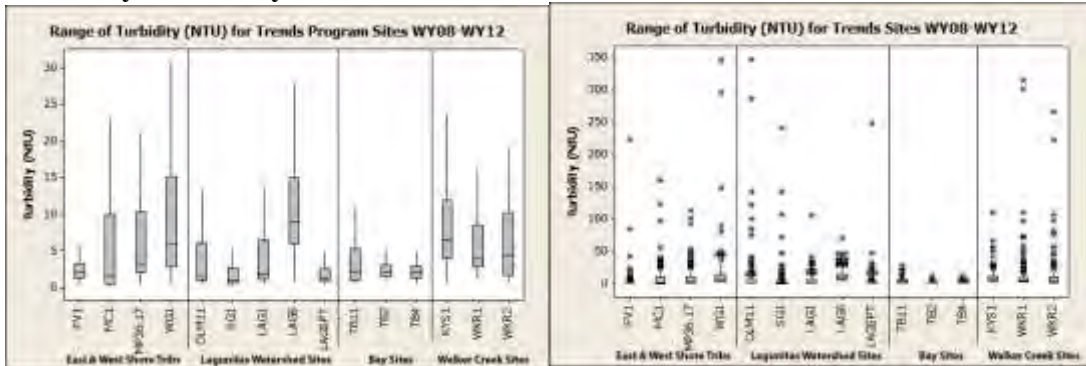 Range of Turbidity (NTU) for Trends Program Sites WY08-WY12
Turbidity (NTU)
30
25
20
15
10
5
0
FV1
MC1
WG1
OLM11
SG1
LAG1
LAG6
LAGEPT
TB11
TB2
TB4
KYS1
WKR1
WKR2
East & West Shore Tribs
Lagunitas Watershed Sites
Bay Sites
Walker Creek Sites
Range of Turbidity (NTU) for Trends Sites WY08-WY12
Turbidity (NTU)
350
300
250
200
150
100
50
0
FV1
MC1
WG1
OLM11
SG1
LAG1
LAG6
LAGEPT
TB11
TB2
TB4
KYS1
WKR1
WKR2
East & West Shore Tribs
Lagunitas Watershed Sites
Bay Sites
Walker Creek Sites